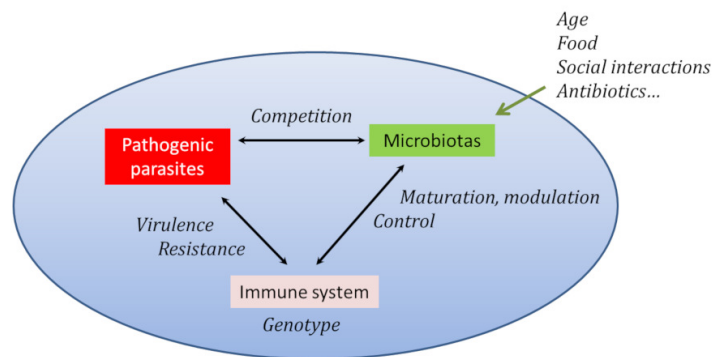 Age
Food
Social interactions
Antibiotics…
Competition
Pathogenic
parasites
Microbiotas
Maturation, modulation
Control
Virulence
Resistance
Immune system
Genotype